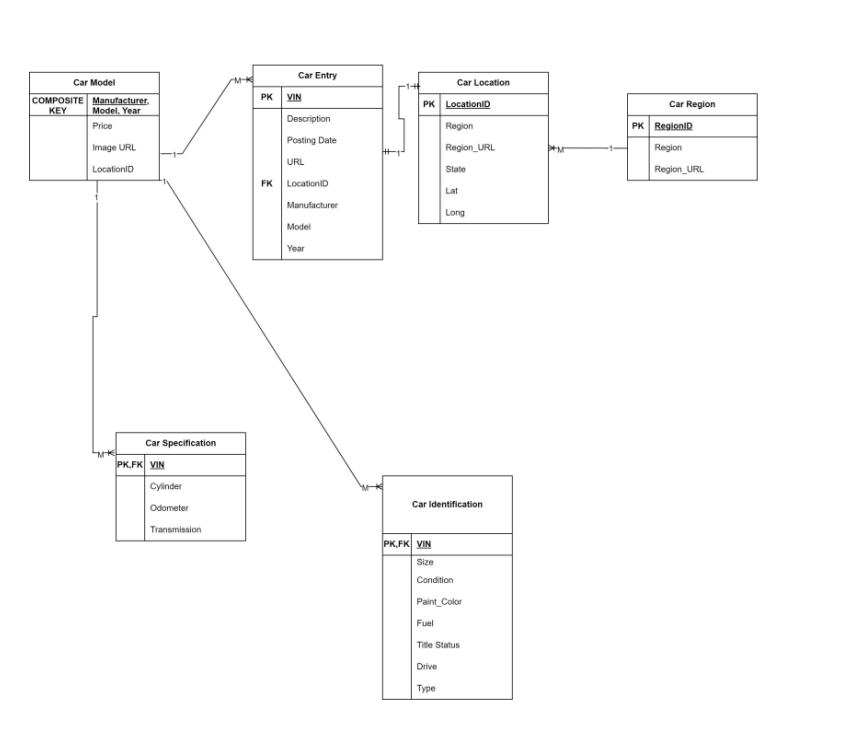 Car Model
COMPOSITE KEY
Manufacturer, Model, Year
Price
Image URL
LocationID
1
M
Car Entry
PK
VIN
Description
Posting Date
URL
FK
LocationID
Manufacturer
Model
Year
1
1
Car Location
PK
LocationID
Region
Region_URL
State
Lat
Long
M
1
Car Region
PK
RegionID
Region
Region_URL
1
M
Car Specification
PK,FK
VIN
Cylinder
Odometer
Transmission
1
M
Car Identification
PK,FK
VIN
Size
Condition
Paint_Color
Fuel
Title Status
Drive
Type